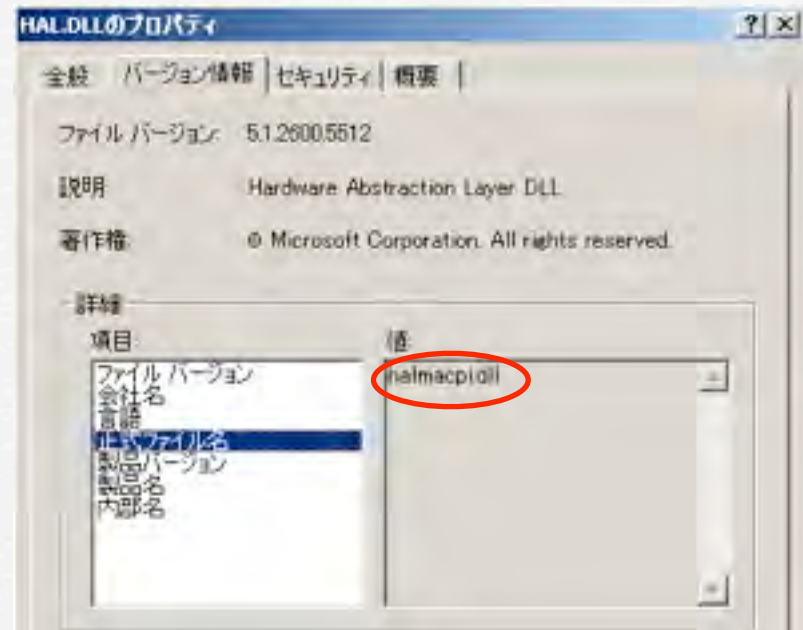 HAL.DLLのプロパティ
全般 バージョン情報 セキュリティ 概要
ファイル バージョン: 5.1.2600.5512
説明: Hardware Abstraction Layer DLL
著作権: © Microsoft Corporation. All rights reserved.
詳細
項目: 値:
ファイル バージョン halmacpi.dll
会社名
言語
正式ファイル名
製品バージョン
製品名
内部名